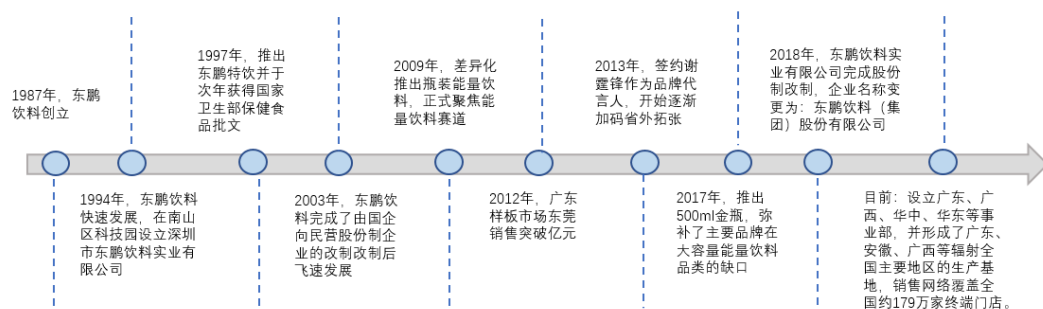 1987年，东鹏
饮料创立
1994年，东鹏饮料
快速发展，在南山
区科技园设立深圳
市东鹏饮料实业有
限公司
1997年，推出
东鹏特饮并于
次年获得国家
卫生部保健食
品批文
2003年，东鹏饮
料完成了由国企
向民营股份制企
业的改制改制后
飞速发展
2009年，差异化
推出瓶装能量饮
料，正式聚焦能
量饮料赛道
2012年，广东
样板市场东莞
销售突破亿元
2013年，签约谢
霆锋作为品牌代
言人，开始逐渐
加码省外拓张
2017年，推出
500ml金瓶，弥
补了主要品牌在
大容量能量饮料
品类的缺口
2018年，东鹏饮料实
业有限公司完成股份
制改制，企业名称变
更为：东鹏饮料（集
团）股份有限公司
目前：设立广东、广
西、华中、华东等事
业部，并形成了广东、
安徽、广西等辐射全
国主要地区的生产基
地，销售网络覆盖全
国约179万家终端门店。